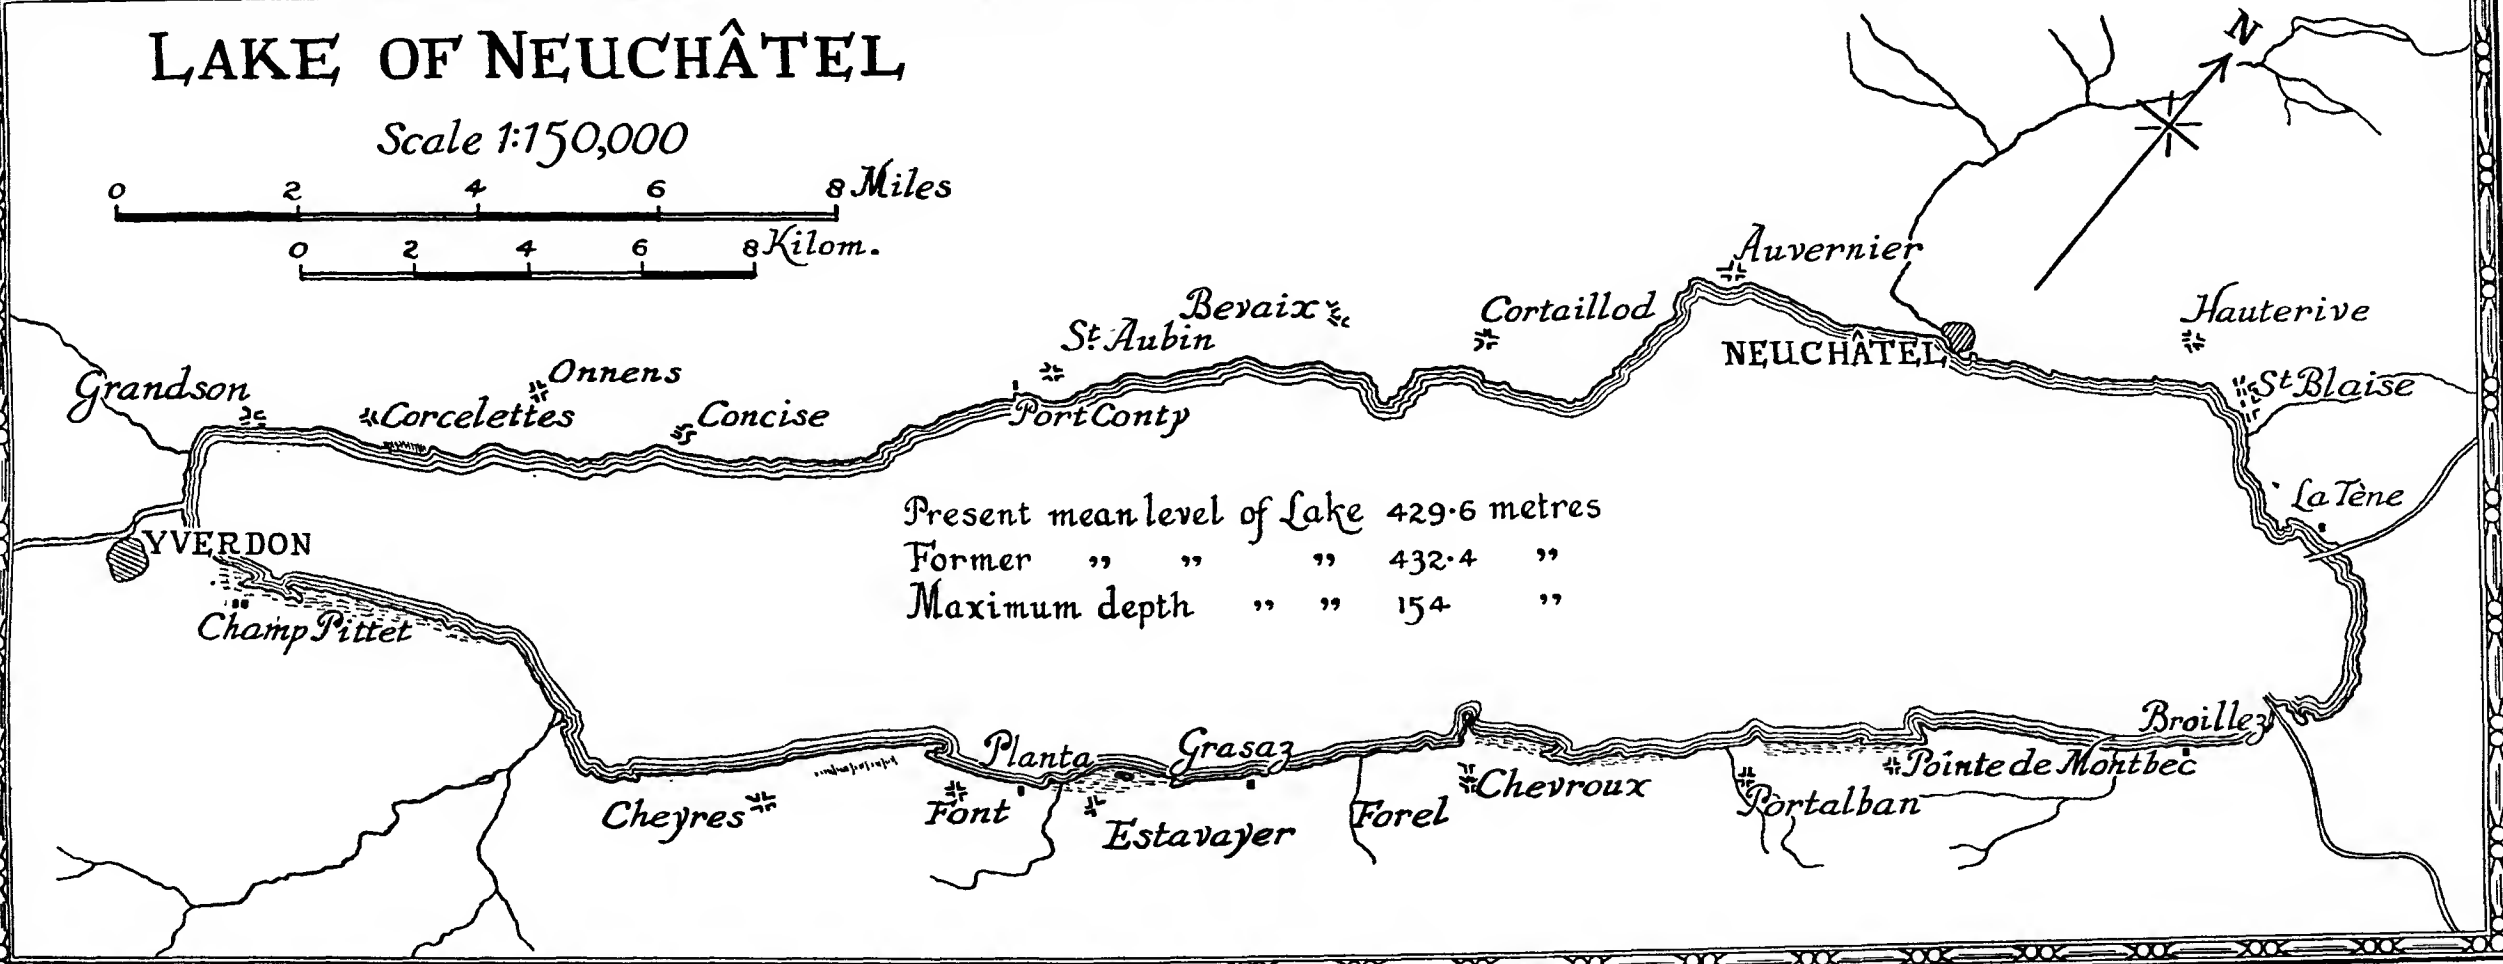 LAKE OF NEUCHÂTEL
Scale 1:150,000
0 2 4 6 8 Miles
0 2 4 6 8 Kilom.
N
Auvernier
Bevaix
Cortaillod
Hauterive
St. Aubin
NEUCHÂTEL
Onnens
Grandson
St. Blaise
Corcelettes
Concise
Port Conty
La Tène
Present mean level of Lake 429·6 metres
Former „ „ „ 432·4 „
Maximum depth „ „ 154 „
YVERDON
Champ Pittet
Broillez
Planta
Grasaz
Pointe de Montbec
Chevroux
Portalban
Cheyres
Font
Forel
Estavayer